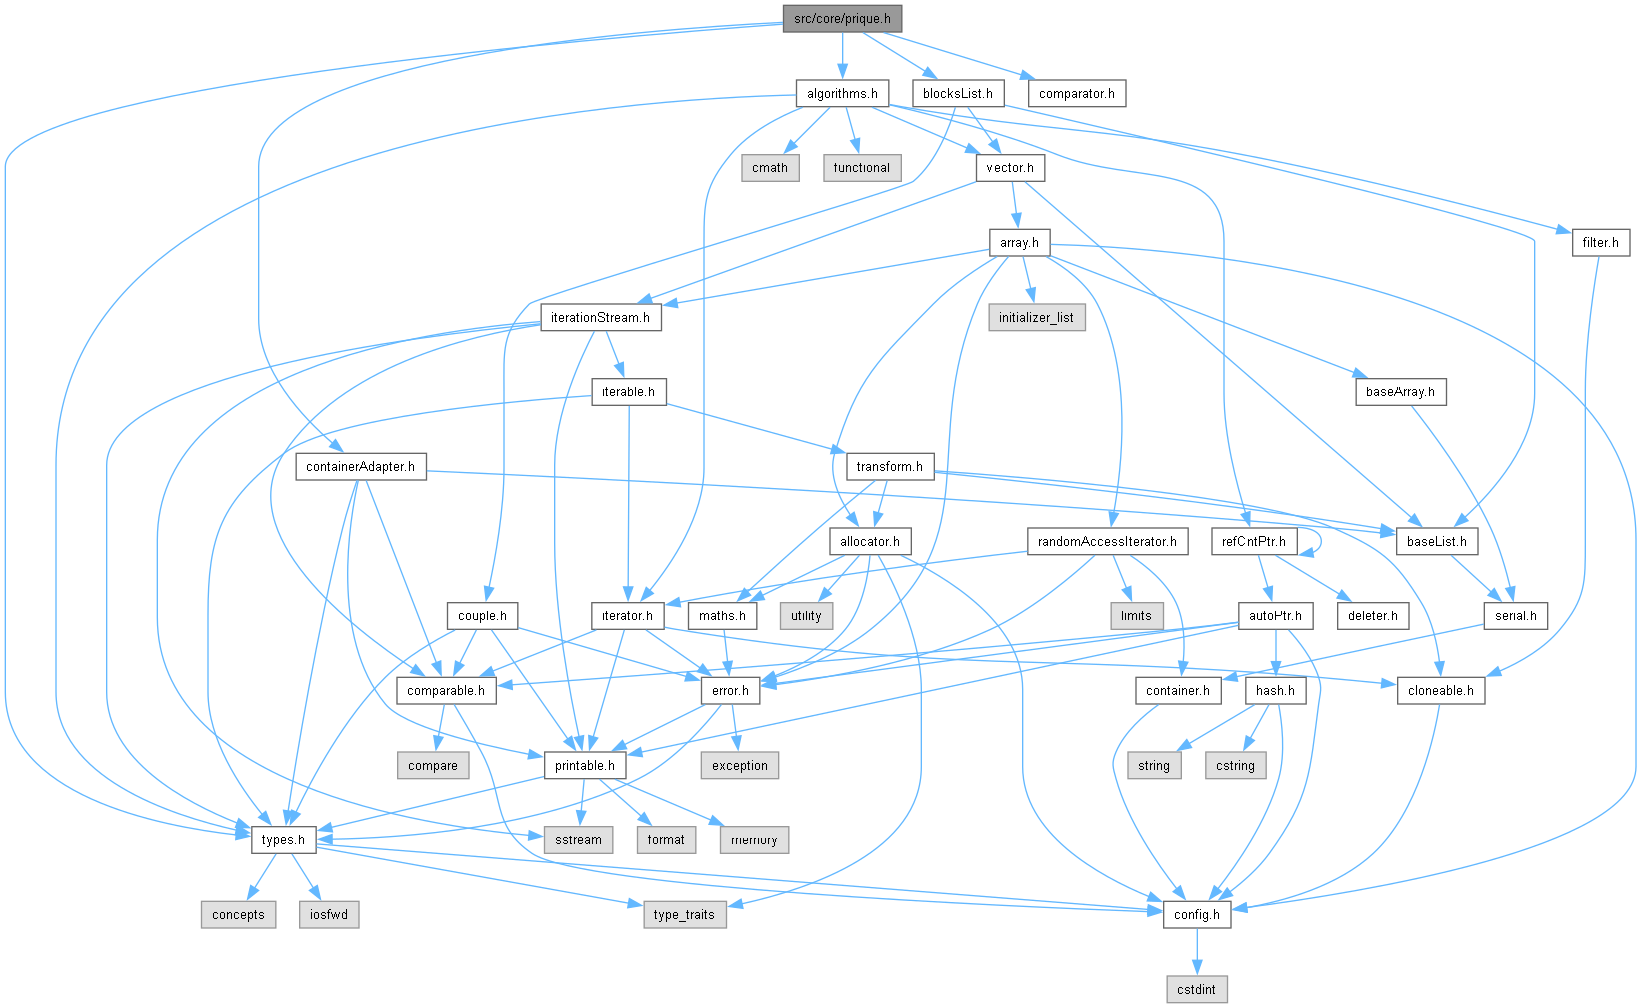 src/core/prique.h
algorithms.h
blocksList.h
comparator.h
cmath
functional
vector.h
array.h
filter.h
iterationStream.h
initializer_list
iterable.h
baseArray.h
containerAdapter.h
transform.h
allocator.h
randomAccessIterator.h
refCntPtr.h
baseList.h
couple.h
iterator.h
maths.h
utility
limits
autoPtr.h
deleter.h
serial.h
comparable.h
error.h
container.h
hash.h
cloneable.h
compare
printable.h
exception
string
cstring
types.h
sstream
format
memory
concepts
iosfwd
type_traits
config.h
cstdint